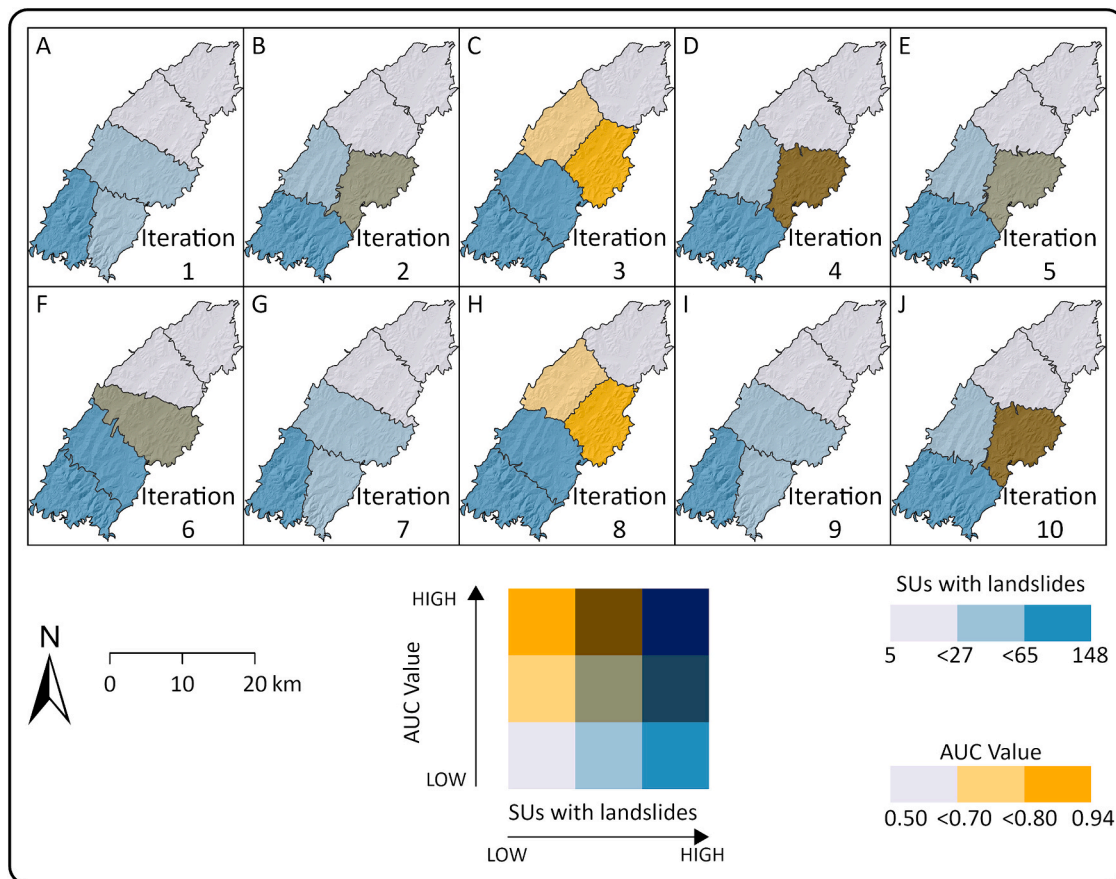 A
B
C
D
E
Iteration
1
Iteration
2
Iteration
3
Iteration
4
Iteration
5
F
G
H
I
J
Iteration
6
Iteration
7
Iteration
8
Iteration
9
Iteration
10
N
0 10 20 km
HIGH
AUC Value
LOW
SUs with landslides
LOW HIGH
SUs with landslides
5 <27 <65 148
AUC Value
0.50 <0.70 <0.80 0.94